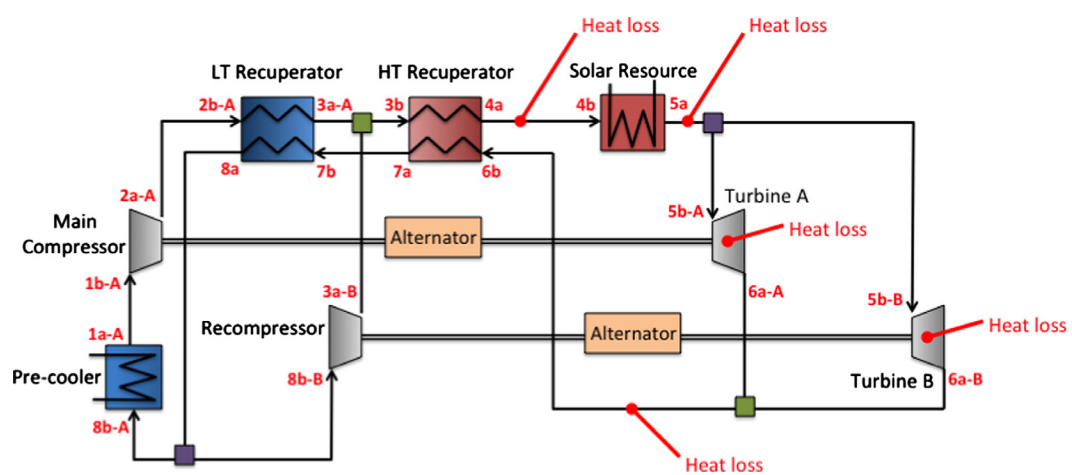 Heat loss
Heat loss
LT Recuperator
HT Recuperator
Solar Resource
2b-A
3a-A
3b
4a
4b
5a
8a
7b
7a
6b
2a-A
Turbine A
5b-A
Main
Compressor
Alternator
Heat loss
1b-A
3a-B
6a-A
5b-B
1a-A
Recompressor
Alternator
Heat loss
Pre-cooler
8b-B
Turbine B
6a-B
8b-A
Heat loss